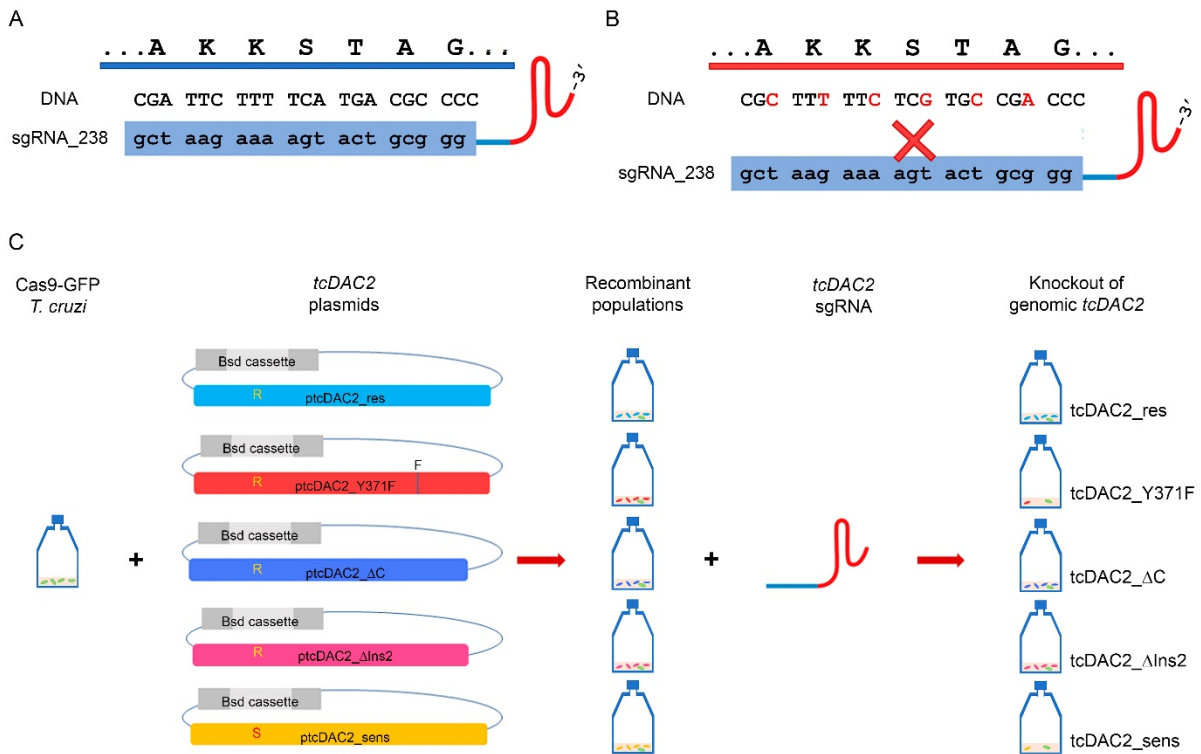 A
...A K K S T A G...
DNA CGA TTC TTT TCA TGA CGC CCC
sgRNA_238 gct aag aaa agt act gcg gg
-3′
B
...A K K S T A G...
DNA CGC TTT TTC TCG TGC CGA CCC
sgRNA_238 gct aag aaa agt act gcg gg
-3′
C
Cas9-GFP
T. cruzi
tcDAC2
plasmids
Recombinant
populations
tcDAC2
sgRNA
Knockout of
genomic tcDAC2
Bsd cassette
R ptcDAC2_res
tcDAC2_res
Bsd cassette
F
R ptcDAC2_Y371F
tcDAC2_Y371F
+
Bsd cassette
R ptcDAC2_ΔC
+
tcDAC2_ΔC
Bsd cassette
R ptcDAC2_ΔIns2
tcDAC2_ΔIns2
Bsd cassette
S ptcDAC2_sens
tcDAC2_sens